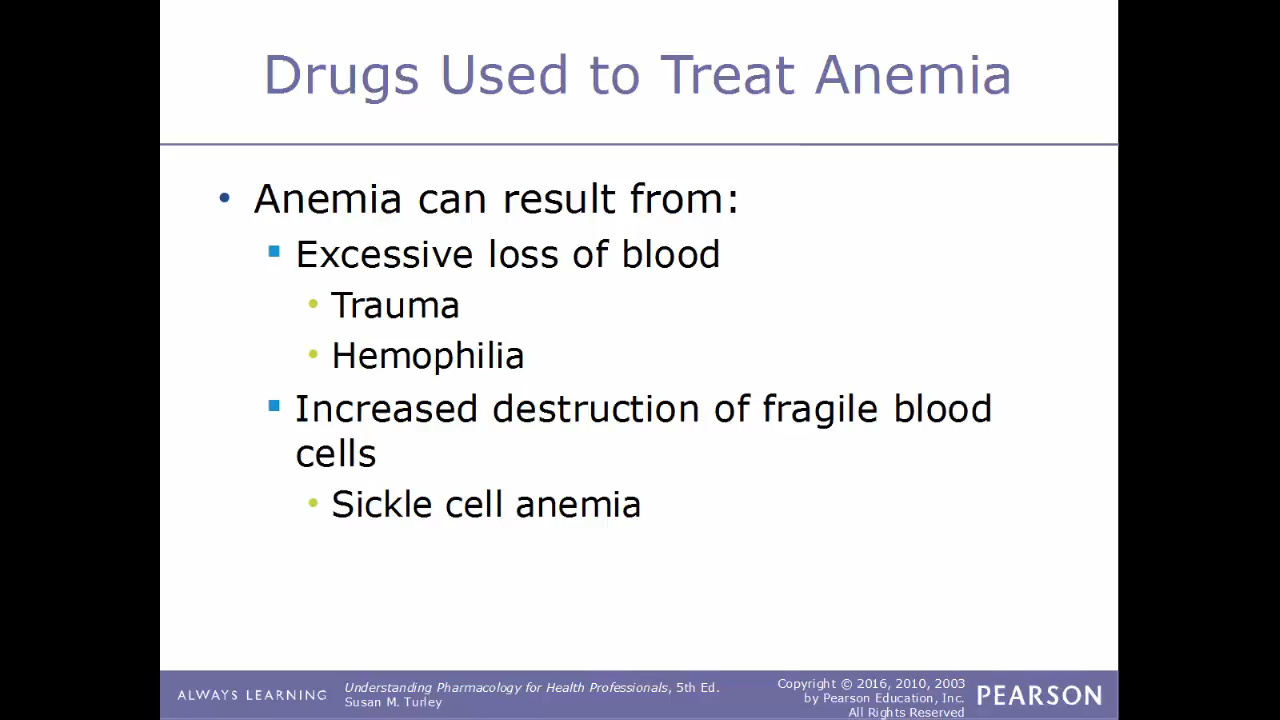 Drugs Used to Treat Anemia
• Anemia can result from:
▪ Excessive loss of blood
• Trauma
• Hemophilia
▪ Increased destruction of fragile blood
cells
• Sickle cell anemia
ALWAYS LEARNING
Understanding Pharmacology for Health Professionals, 5th Ed.
Susan M. Turley
Copyright © 2016, 2010, 2003
by Pearson Education, Inc.
All Rights Reserved
PEARSON